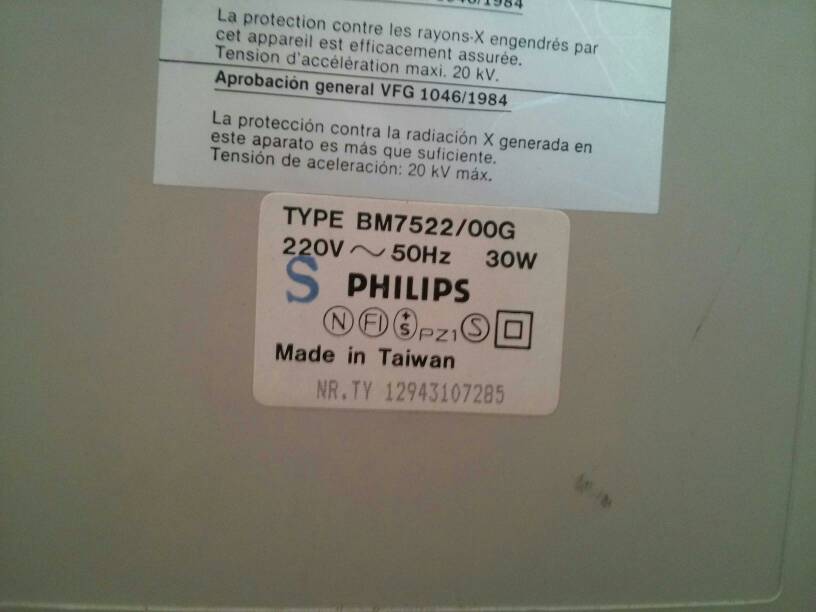 1046/1984
La protection contre les rayons-X engendrés par
cet appareil est efficacement assurée.
Tension d'accélération maxi. 20 kV.
Aprobación general VFG 1046/1984
La protección contra la radiación X generada en
este aparato es más que suficiente.
Tensión de aceleración: 20 kV máx.
TYPE BM7522/00G
220V ~ 50Hz 30W
S PHILIPS
N FI +S PZ1 S
Made in Taiwan
NR.TY 12943107285